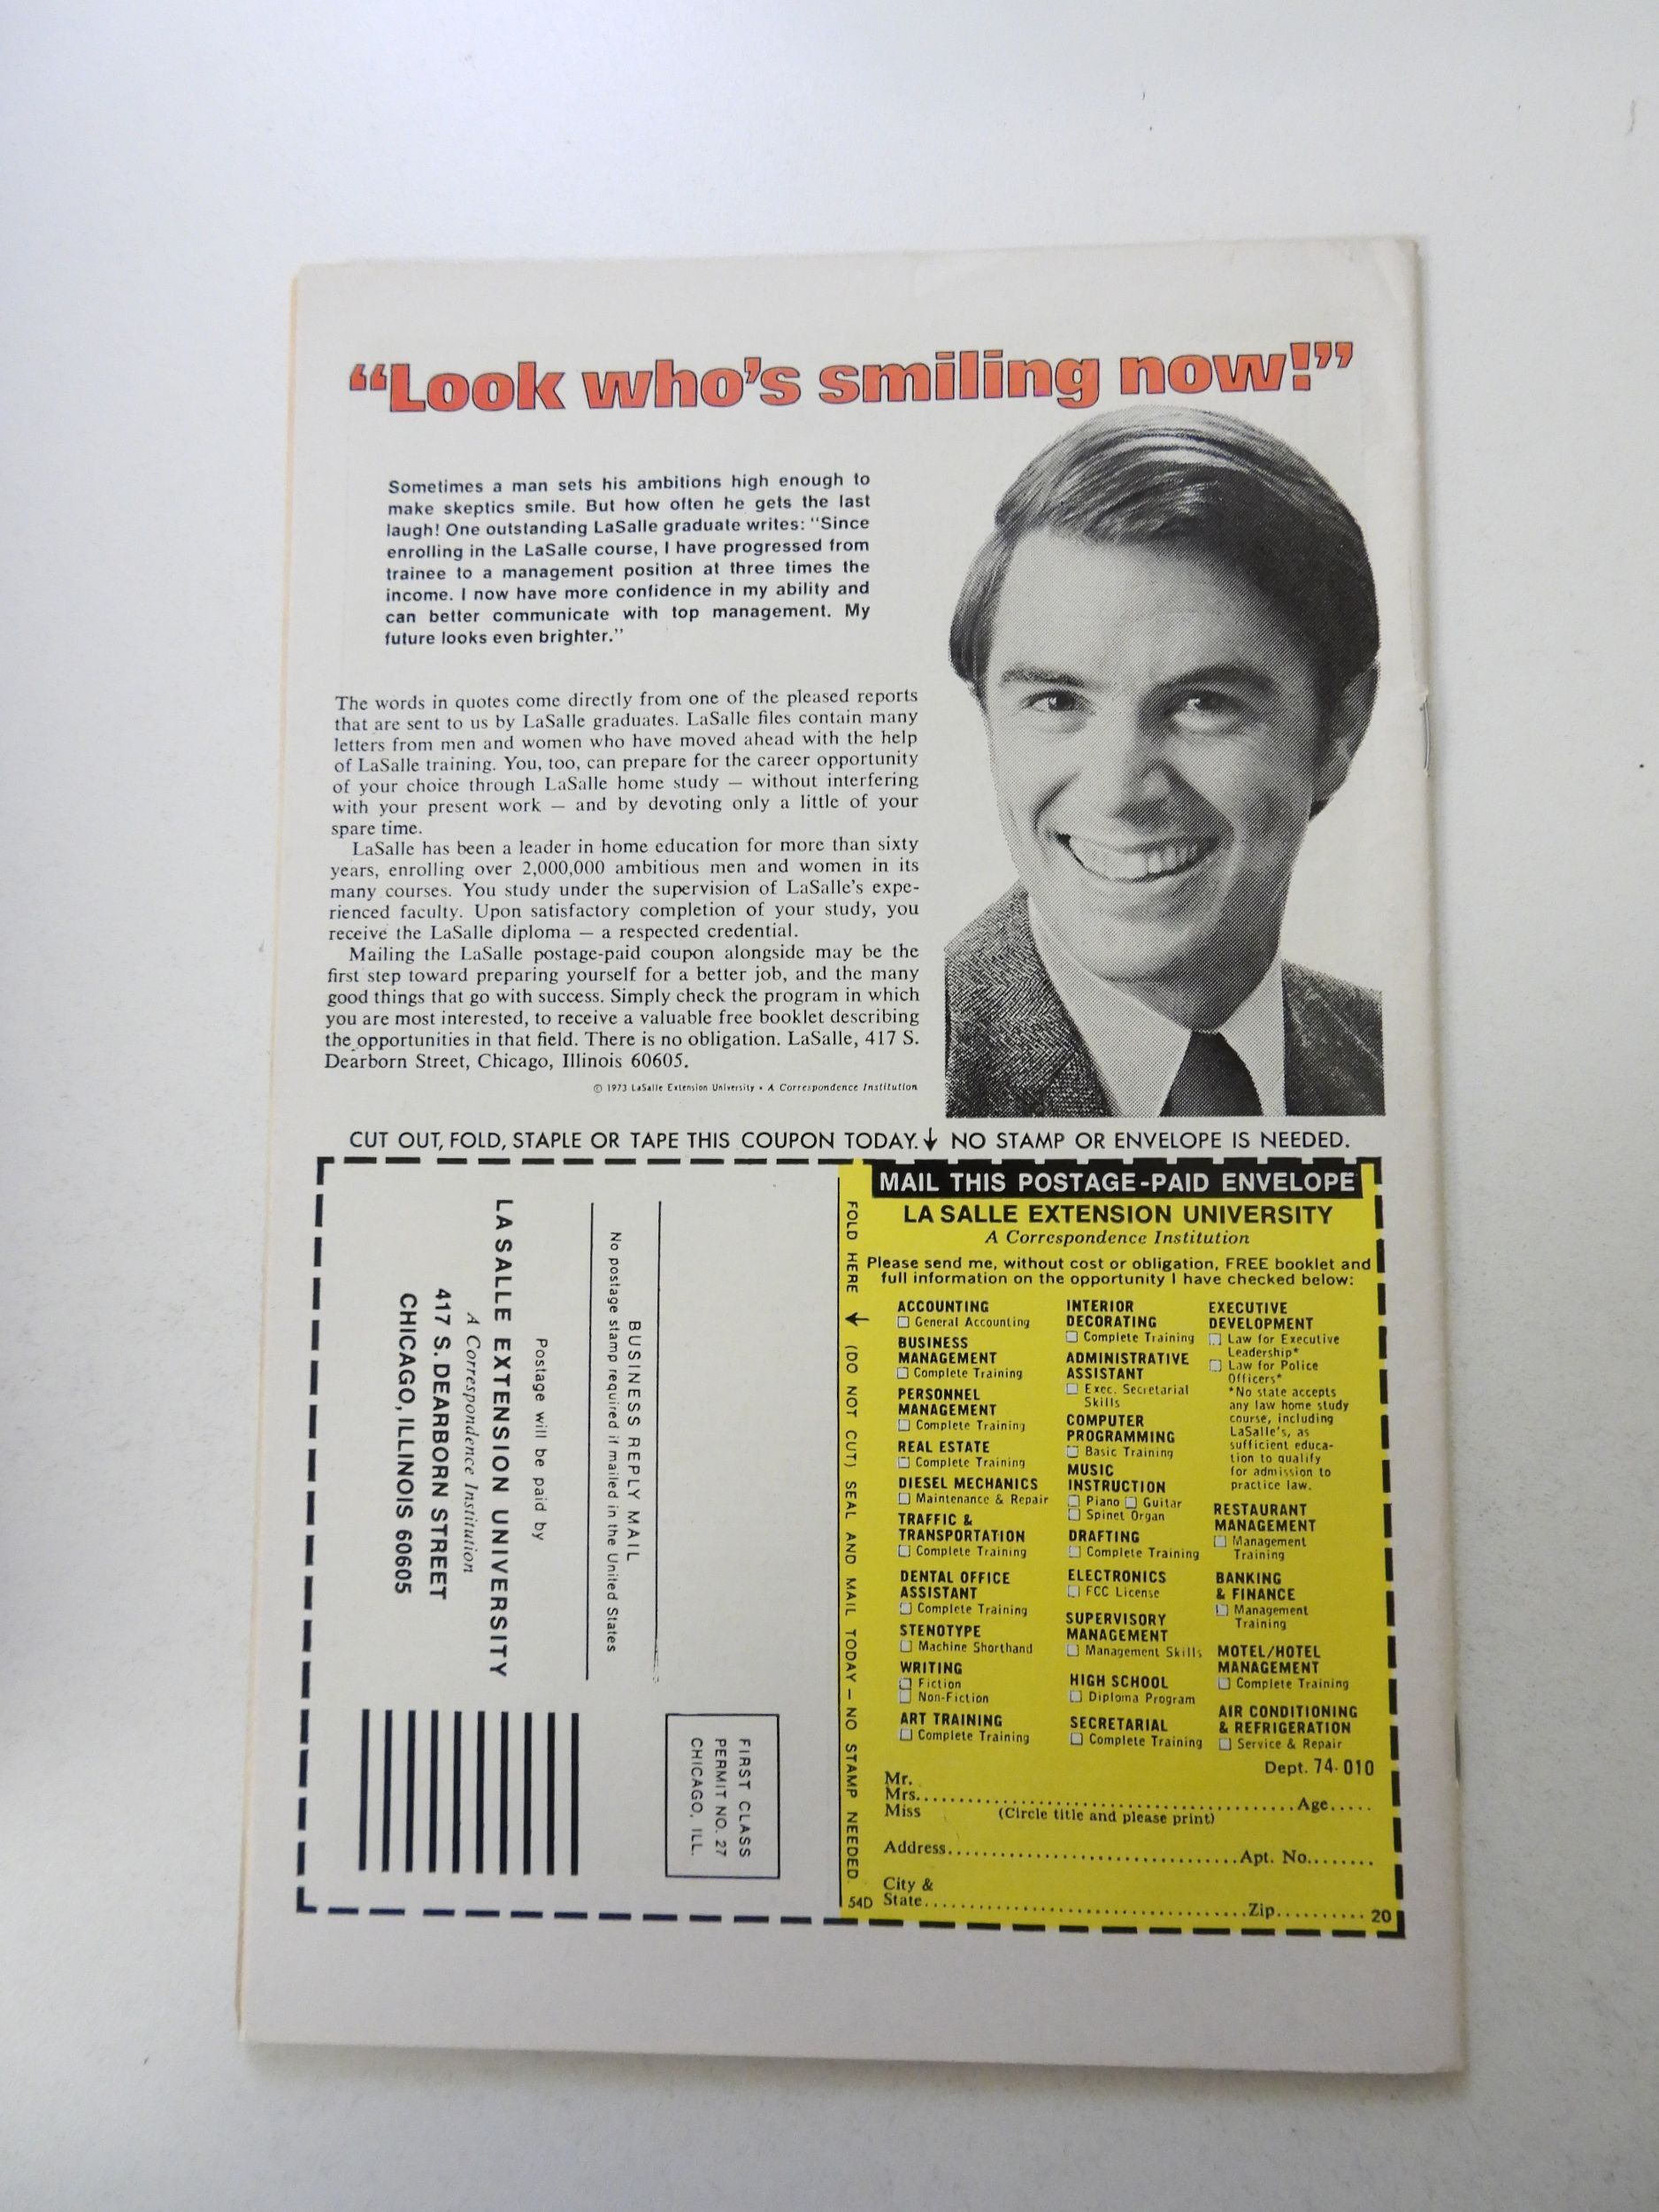 “Look who’s smiling now!”
Sometimes a man sets his ambitions high enough to
make skeptics smile. But how often he gets the last
laugh! One outstanding LaSalle graduate writes: "Since
enrolling in the LaSalle course, I have progressed from
trainee to a management position at three times the
income. I now have more confidence in my ability and
can better communicate with top management. My
future looks even brighter."
The words in quotes come directly from one of the pleased reports
that are sent to us by LaSalle graduates. LaSalle files contain many
letters from men and women who have moved ahead with the help
of LaSalle training. You, too, can prepare for the career opportunity
of your choice through LaSalle home study — without interfering
with your present work — and by devoting only a little of your
spare time.
LaSalle has been a leader in home education for more than sixty
years, enrolling over 2,000,000 ambitious men and women in its
many courses. You study under the supervision of LaSalle's expe-
rienced faculty. Upon satisfactory completion of your study, you
receive the LaSalle diploma — a respected credential.
Mailing the LaSalle postage-paid coupon alongside may be the
first step toward preparing yourself for a better job, and the many
good things that go with success. Simply check the program in which
you are most interested, to receive a valuable free booklet describing
the opportunities in that field. There is no obligation. LaSalle, 417 S.
Dearborn Street, Chicago, Illinois 60605.
© 1973 LaSalle Extension University • A Correspondence Institution
CUT OUT, FOLD, STAPLE OR TAPE THIS COUPON TODAY. NO STAMP OR ENVELOPE IS NEEDED.
FIRST CLASS
PERMIT NO. 27
CHICAGO, ILL.
BUSINESS REPLY MAIL
No postage stamp required if mailed in the United States
Postage will be paid by
LA SALLE EXTENSION UNIVERSITY
A Correspondence Institution
417 S. DEARBORN STREET
CHICAGO, ILLINOIS 60605
FOLD HERE (DO NOT CUT) SEAL AND MAIL TODAY — NO STAMP NEEDED.
54D
MAIL THIS POSTAGE-PAID ENVELOPE
LA SALLE EXTENSION UNIVERSITY
A Correspondence Institution
Please send me, without cost or obligation, FREE booklet and
full information on the opportunity I have checked below:
ACCOUNTING
General Accounting
BUSINESS
MANAGEMENT
Complete Training
PERSONNEL
MANAGEMENT
Complete Training
REAL ESTATE
Complete Training
DIESEL MECHANICS
Maintenance & Repair
TRAFFIC &
TRANSPORTATION
Complete Training
DENTAL OFFICE
ASSISTANT
Complete Training
STENOTYPE
Machine Shorthand
WRITING
Fiction
Non-Fiction
ART TRAINING
Complete Training
INTERIOR
DECORATING
Complete Training
ADMINISTRATIVE
ASSISTANT
Exec. Secretarial
Skills
COMPUTER
PROGRAMMING
Basic Training
MUSIC
INSTRUCTION
Piano Guitar
Spinet Organ
DRAFTING
Complete Training
ELECTRONICS
FCC License
SUPERVISORY
MANAGEMENT
Management Skills
HIGH SCHOOL
Diploma Program
SECRETARIAL
Complete Training
EXECUTIVE
DEVELOPMENT
Law for Executive
Leadership*
Law for Police
Officers*
*No state accepts
any law home study
course, including
LaSalle's, as
sufficient educa-
tion to qualify
for admission to
practice law.
RESTAURANT
MANAGEMENT
Management
Training
BANKING
& FINANCE
Management
Training
MOTEL/HOTEL
MANAGEMENT
Complete Training
AIR CONDITIONING
& REFRIGERATION
Service & Repair
Dept. 74-010
Mr.
Mrs. Age
Miss (Circle title and please print)
Address Apt. No.
City &
State Zip 20